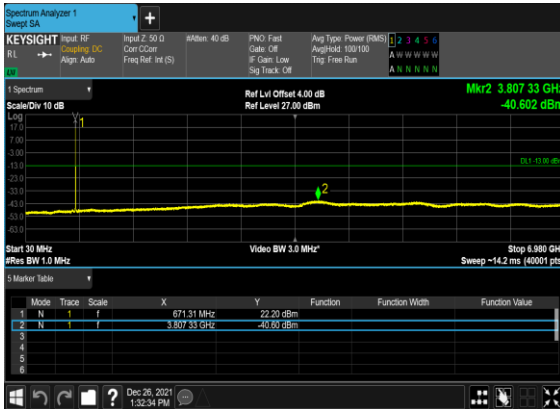 Spectrum Analyzer 1
Swept SA
KEYSIGHT
RL
Input: RF
Coupling: DC
Align: Auto
Input Z: 50 Ω
Corr CCorr
Freq Ref: Int (S)
#Atten: 40 dB
PNO: Fast
Gate: Off
IF Gain: Low
Sig Track: Off
Avg Type: Power (RMS)
Avg|Hold: 100/100
Trig: Free Run
1 2 3 4 5 6
A W W W W W
A N N N N N
1 Spectrum
Scale/Div 10 dB
Ref Lvl Offset 4.00 dB
Ref Level 27.00 dBm
Mkr2 3.807 33 GHz
-40.602 dBm
Log
17.0
7.00
-3.00
-13.0
-23.0
-33.0
-43.0
-53.0
-63.0
1
2
DL1 -13.00 dBm
Start 30 MHz
#Res BW 1.0 MHz
Video BW 3.0 MHz*
Stop 6.980 GHz
Sweep ~14.2 ms (40001 pts)
5 Marker Table
Mode Trace Scale X Y Function Function Width Function Value
1 N 1 f 671.31 MHz 22.20 dBm
2 N 1 f 3.807 33 GHz -40.60 dBm
3
4
5
6
?
Dec 26, 2021
1:32:34 PM